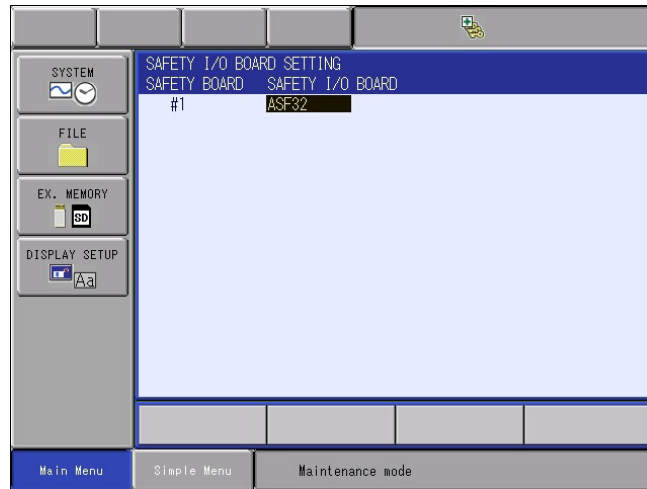 SYSTEM
FILE
EX. MEMORY
SD
DISPLAY SETUP
Aa
SAFETY I/O BOARD SETTING
SAFETY BOARD SAFETY I/O BOARD
#1 ASF32
Main Menu
Simple Menu
Maintenance mode